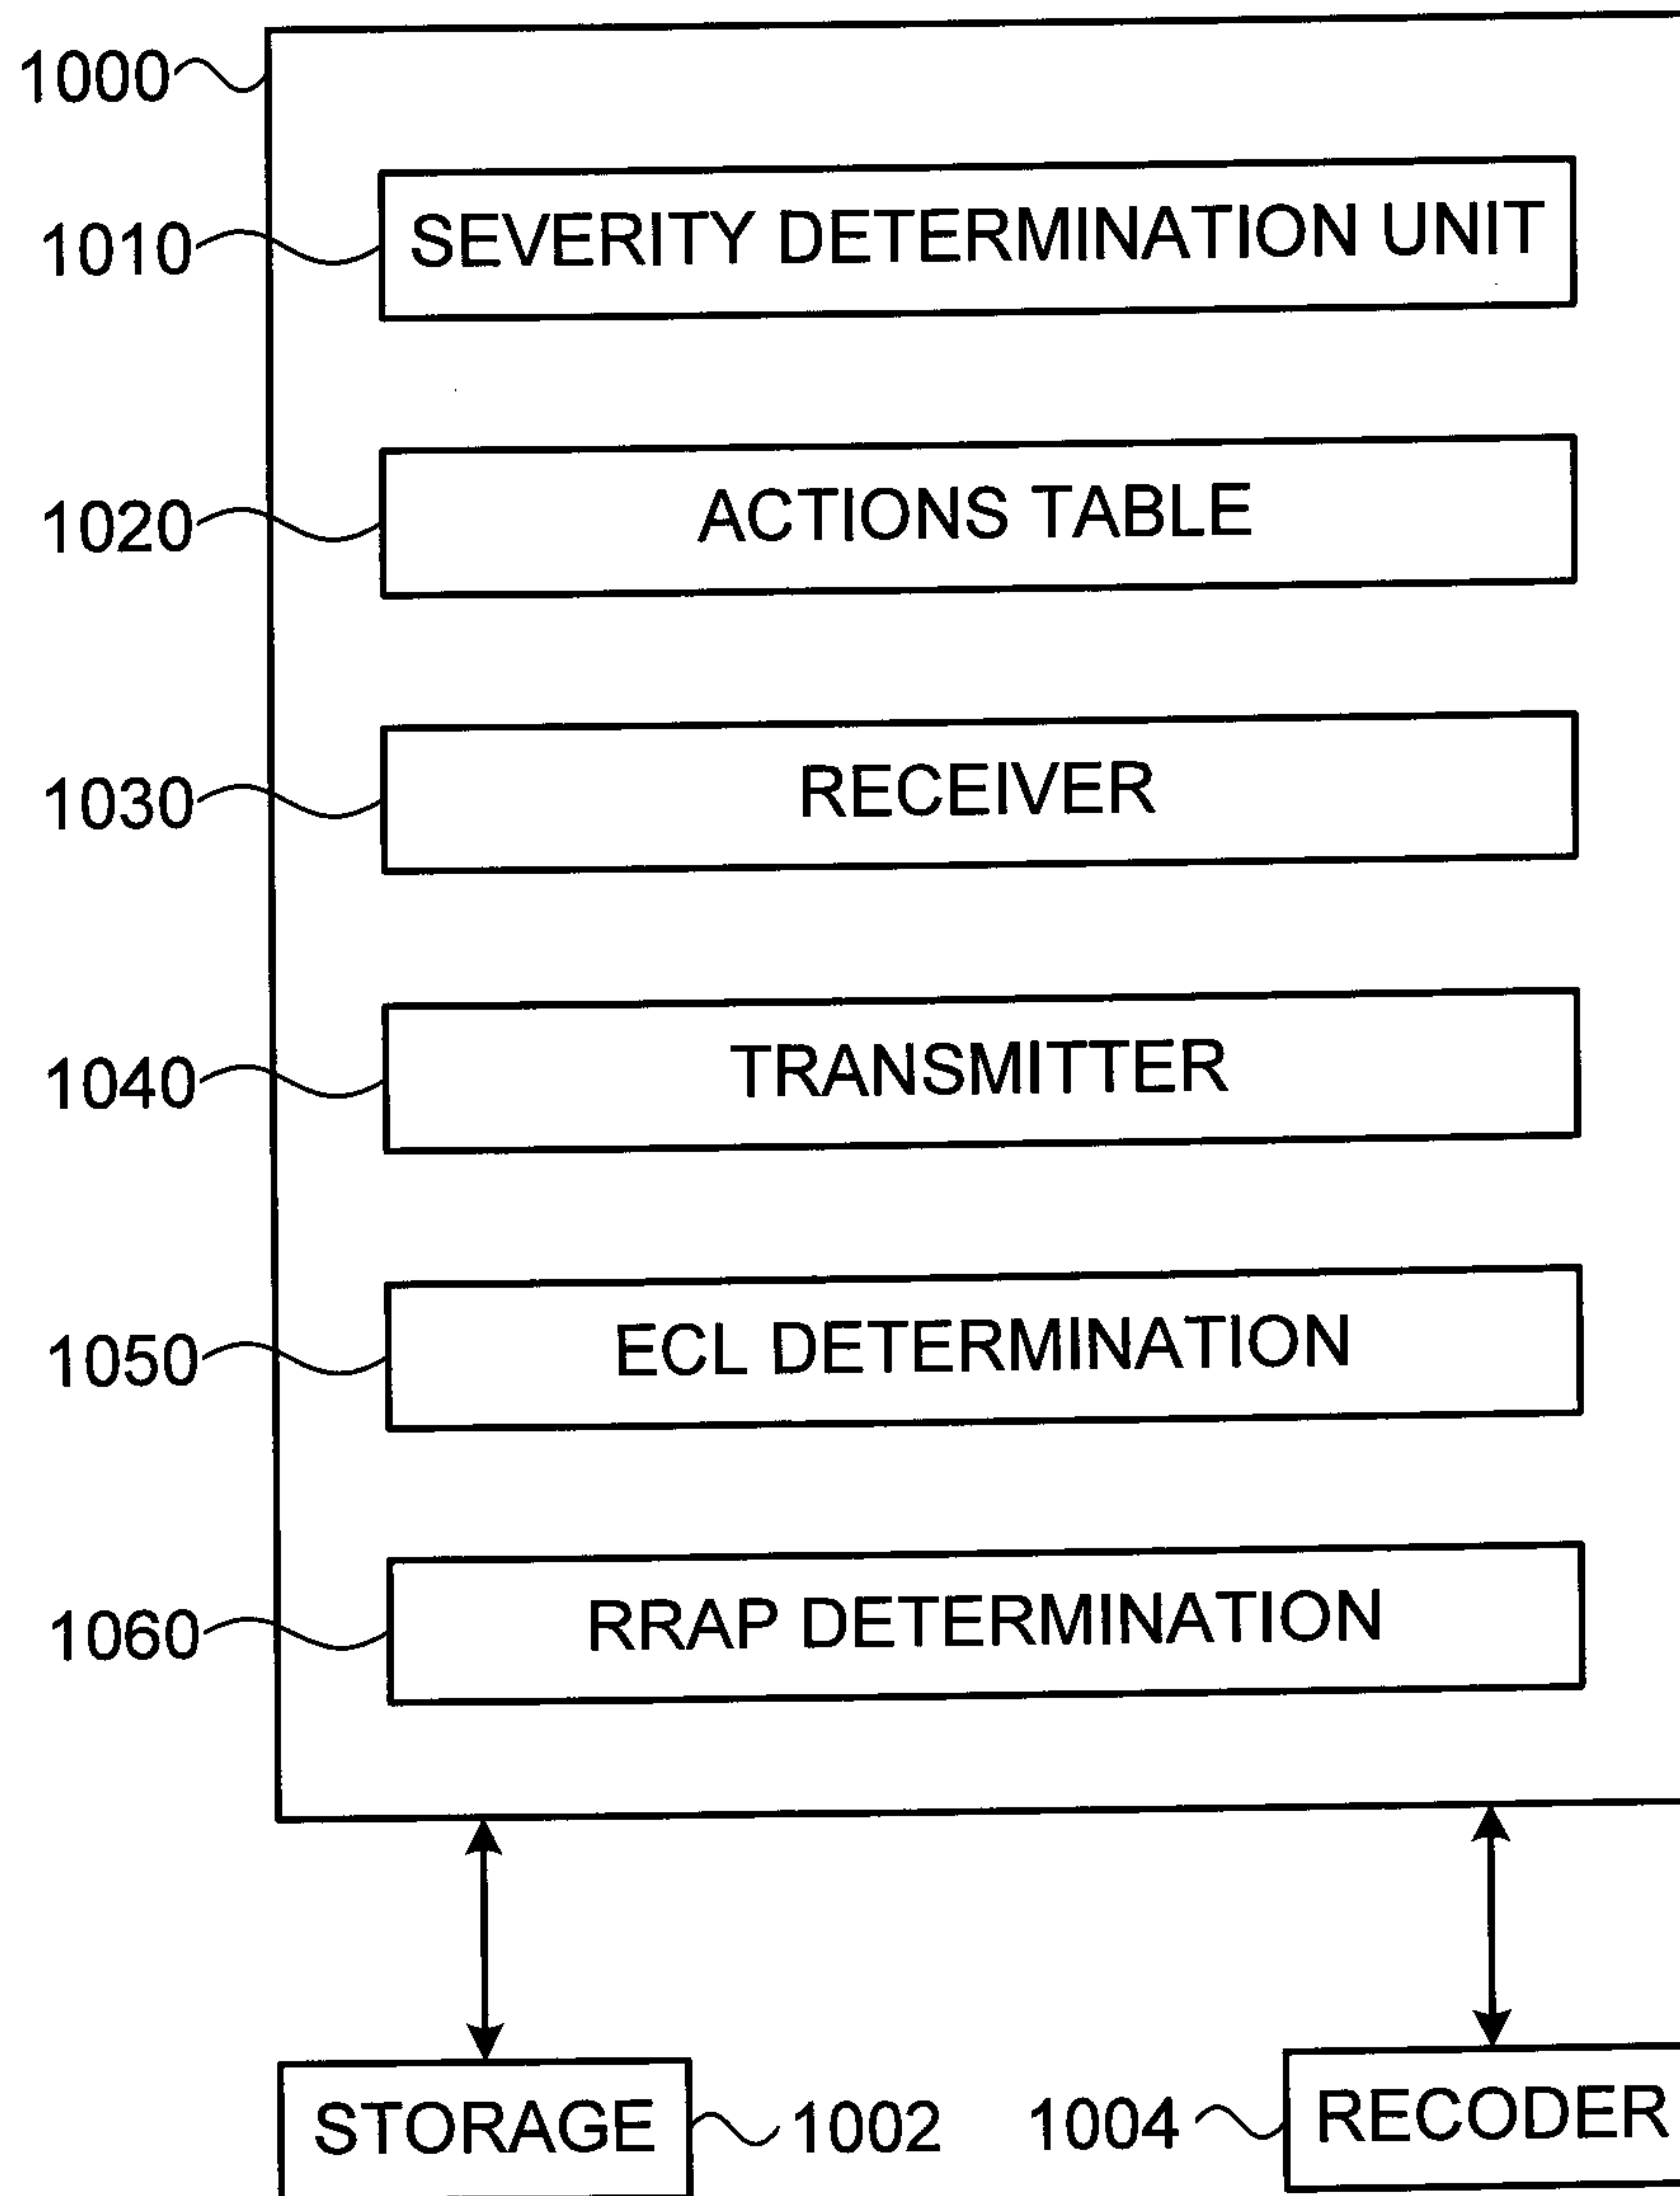 1000
1010 SEVERITY DETERMINATION UNIT
1020 ACTIONS TABLE
1030 RECEIVER
1040 TRANSMITTER
1050 ECL DETERMINATION
1060 RRAP DETERMINATION
STORAGE 1002 1004 RECODER